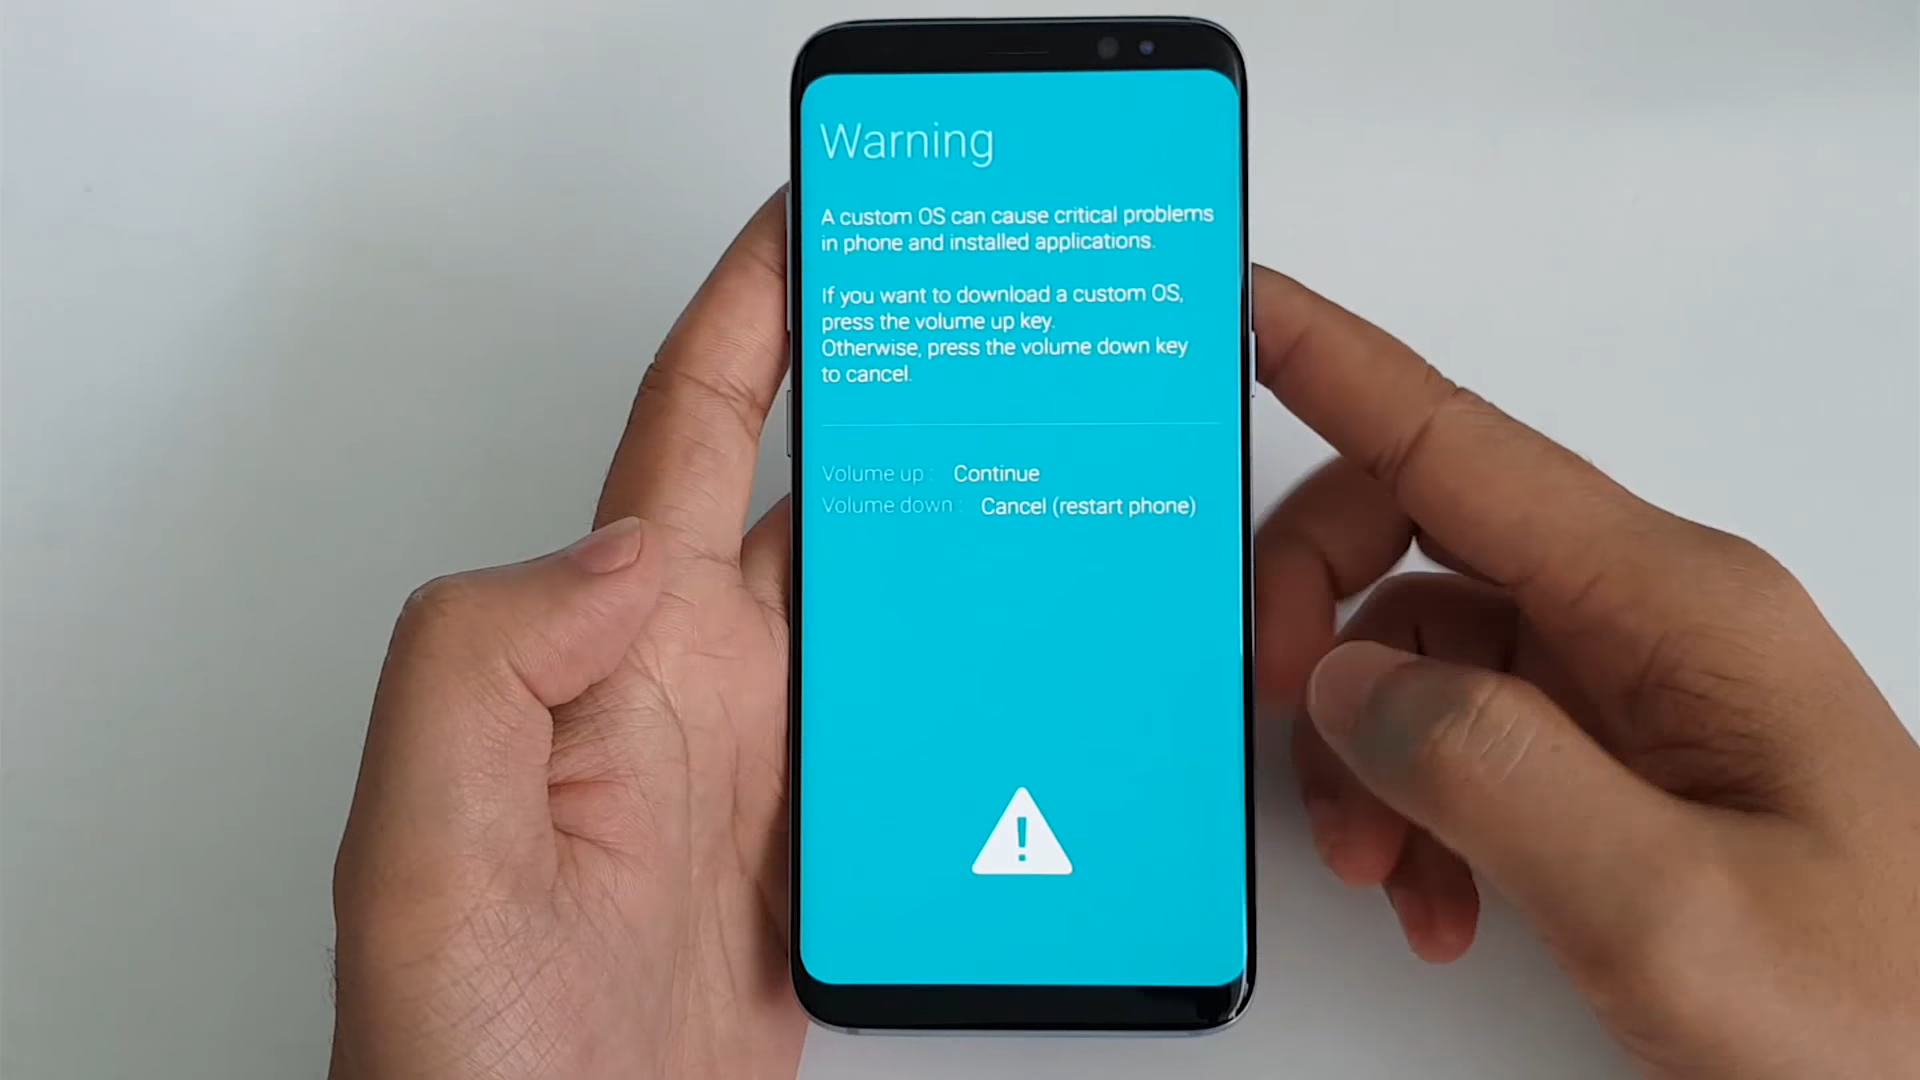 Warning
A custom OS can cause critical problems
in phone and installed applications.
If you want to download a custom OS,
press the volume up key.
Otherwise, press the volume down key
to cancel.
Volume up : Continue
Volume down : Cancel (restart phone)
!